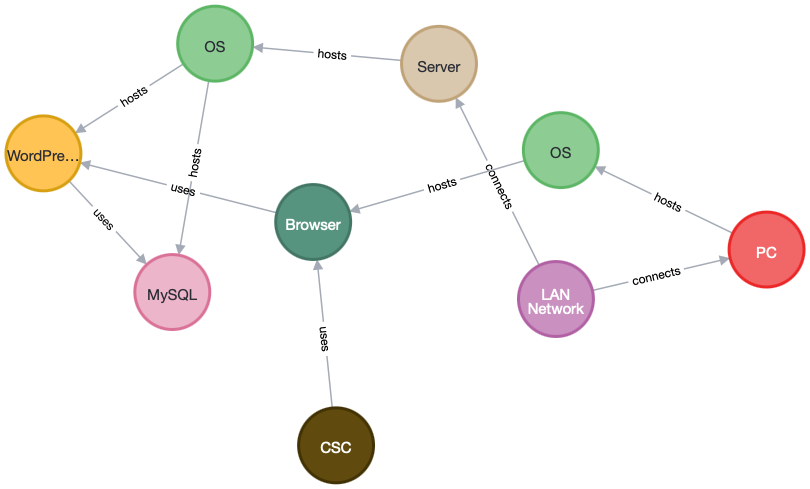 OS
hosts
Server
hosts
WordPre...
hosts
OS
uses
connects
hosts
hosts
uses
Browser
PC
connects
MySQL
LAN
Network
uses
CSC